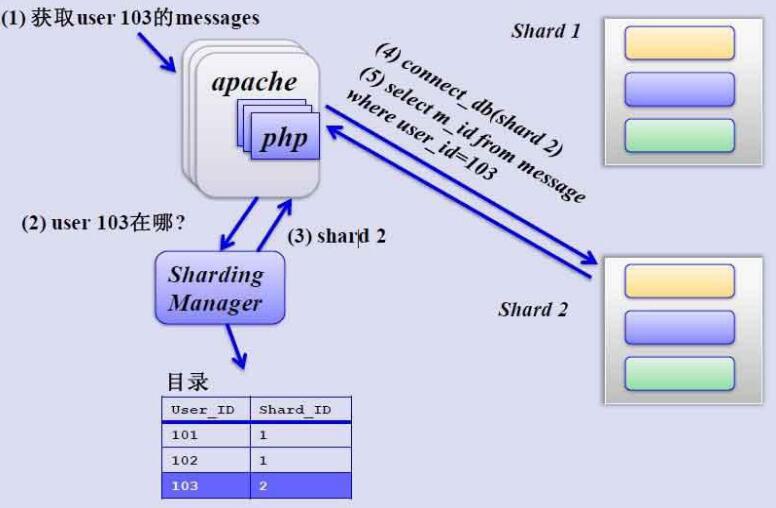 (1) 获取user 103的messages
Shard 1
apache
php
(4) connect_db(shard 2)
(5) select m_id from message
where user_id=103
(2) user 103在哪?
(3) shard 2
Sharding
Manager
Shard 2
目录
User_ID Shard_ID
101 1
102 1
103 2